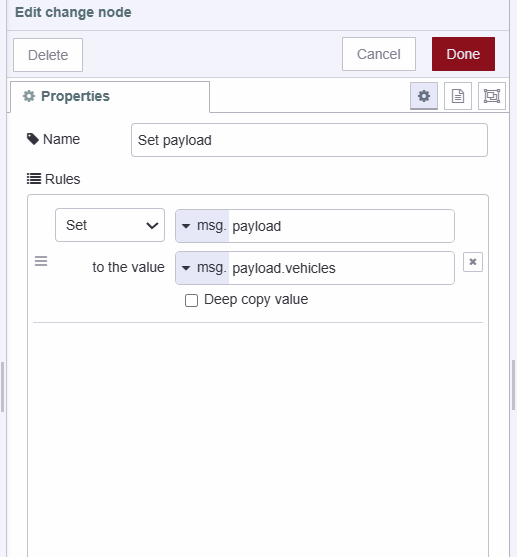 Edit change node
Delete
Cancel
Done
Properties
Name
Set payload
Rules
Set
msg. payload
to the value
msg. payload.vehicles
Deep copy value